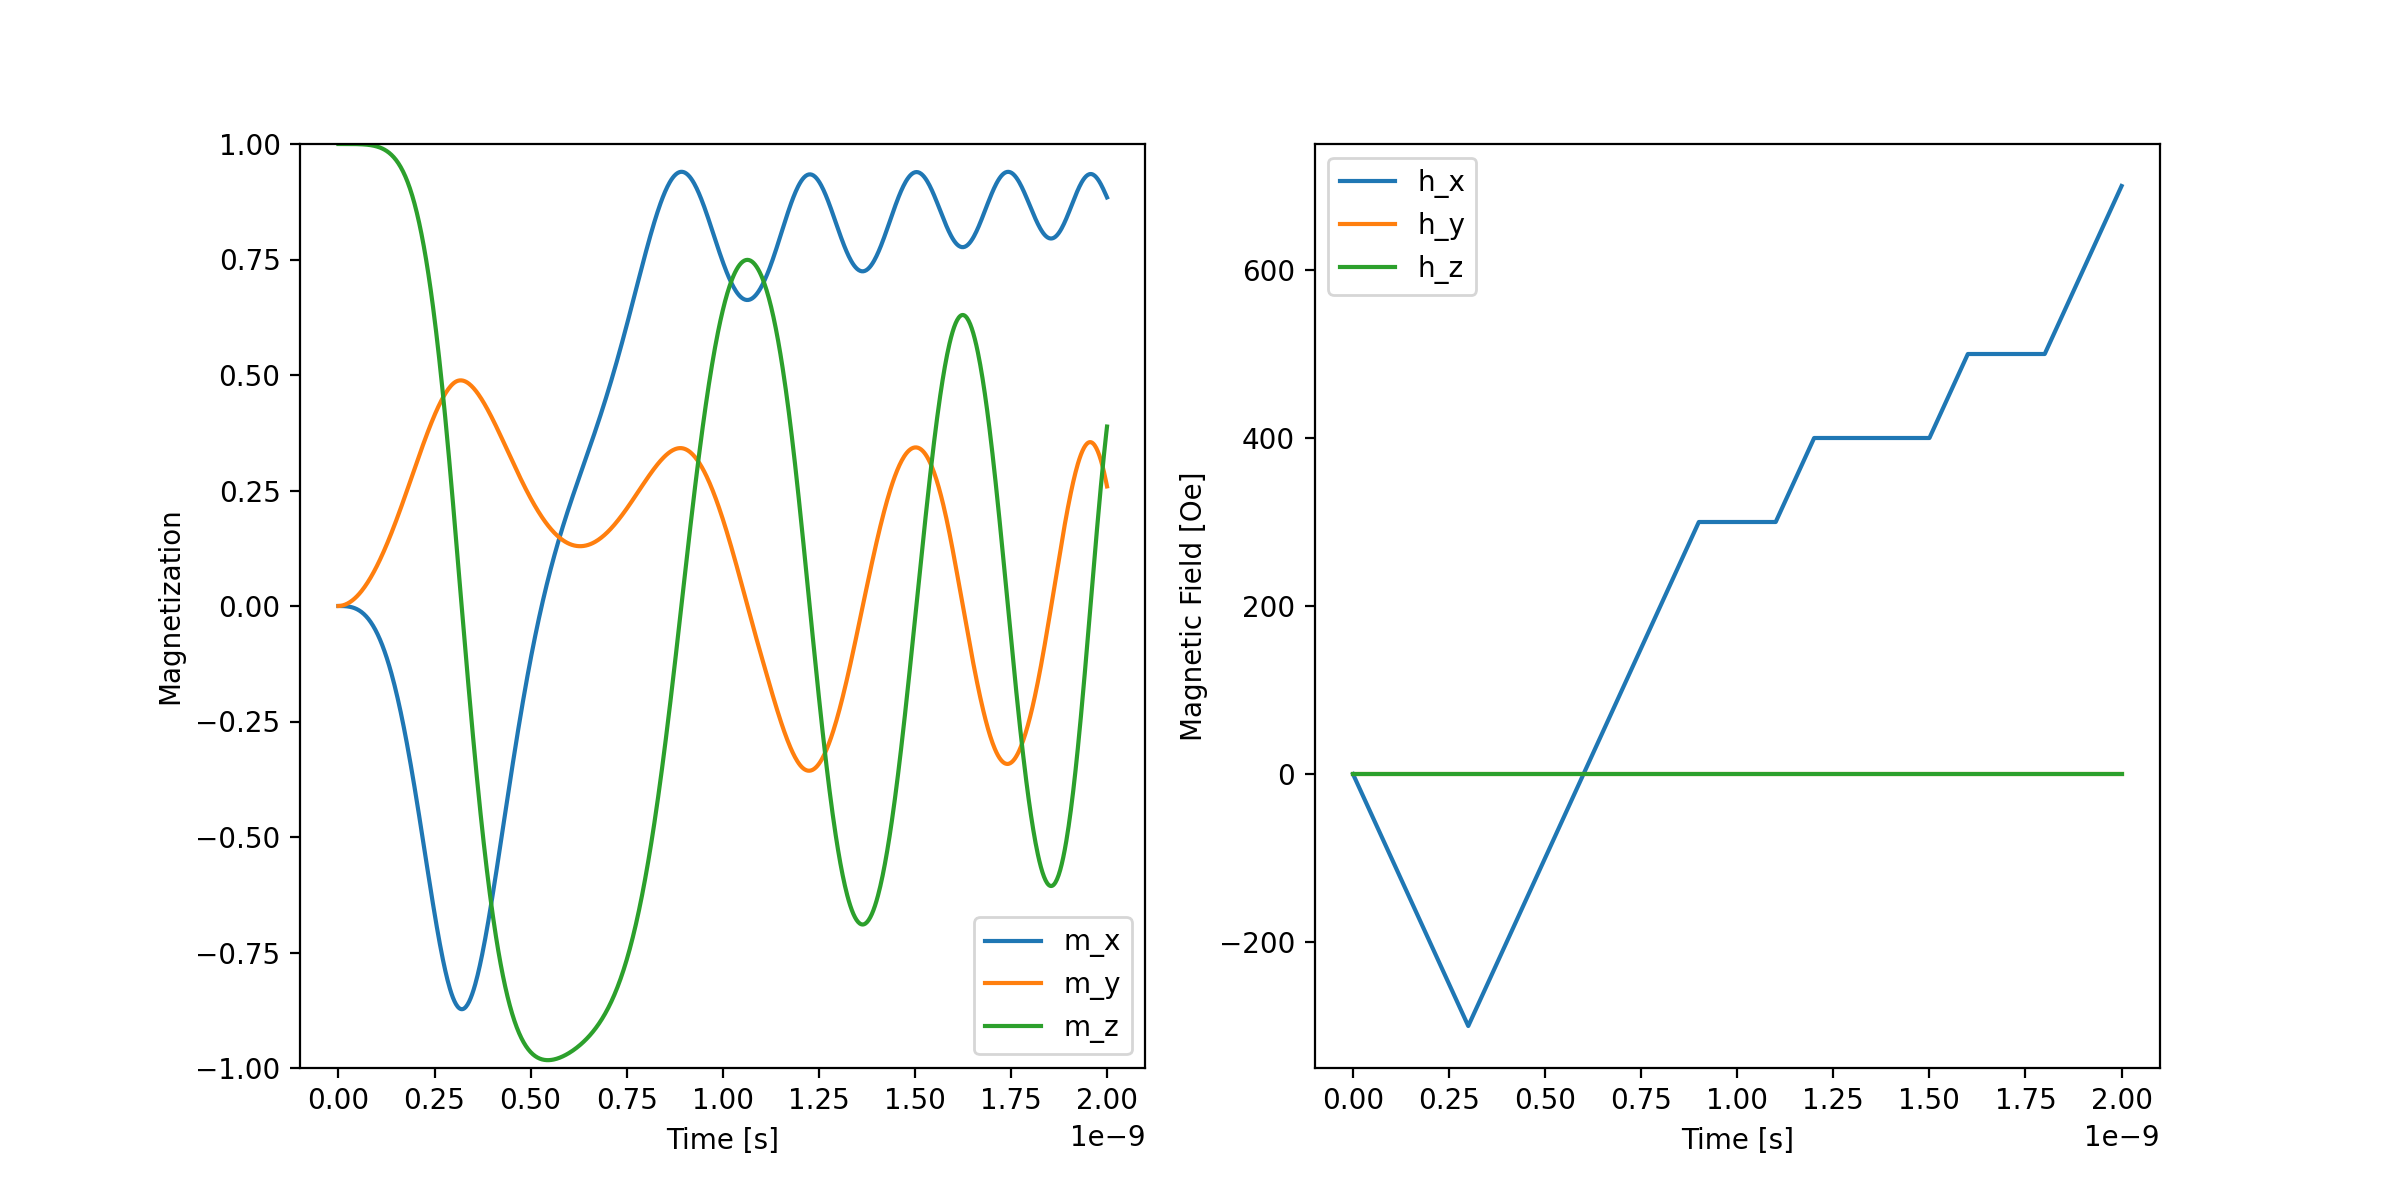 Magnetization
1.00
0.75
0.50
0.25
0.00
−0.25
−0.50
−0.75
−1.00
m_x
m_y
m_z
0.00 0.25 0.50 0.75 1.00 1.25 1.50 1.75 2.00
Time [s]
1e−9
Magnetic Field [Oe]
600
400
200
0
−200
h_x
h_y
h_z
0.00 0.25 0.50 0.75 1.00 1.25 1.50 1.75 2.00
Time [s]
1e−9